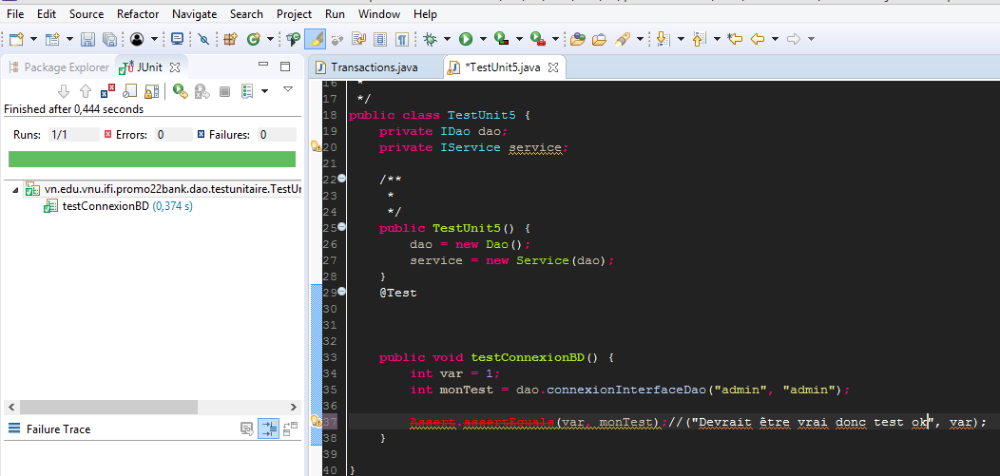 File Edit Source Refactor Navigate Search Project Run Window Help
Package Explorer JUnit
Finished after 0,444 seconds
Runs: 1/1 Errors: 0 Failures: 0
vn.edu.vnu.ifi.promo22bank.dao.testunitaire.TestUr
testConnexionBD (0,374 s)
Failure Trace
Transactions.java *TestUnit5.java
16 *
17 */
18 public class TestUnit5 {
19 private IDao dao;
20 private IService service;
21
22 /**
23 *
24 */
25 public TestUnit5() {
26 dao = new Dao();
27 service = new Service(dao);
28 }
29 @Test
30
31
32
33 public void testConnexionBD() {
34 int var = 1;
35 int monTest = dao.connexionInterfaceDao("admin", "admin");
36
37 Assert.assertEquals(var, monTest);//("Devrait être vrai donc test ok", var);
38 }
39
40 }